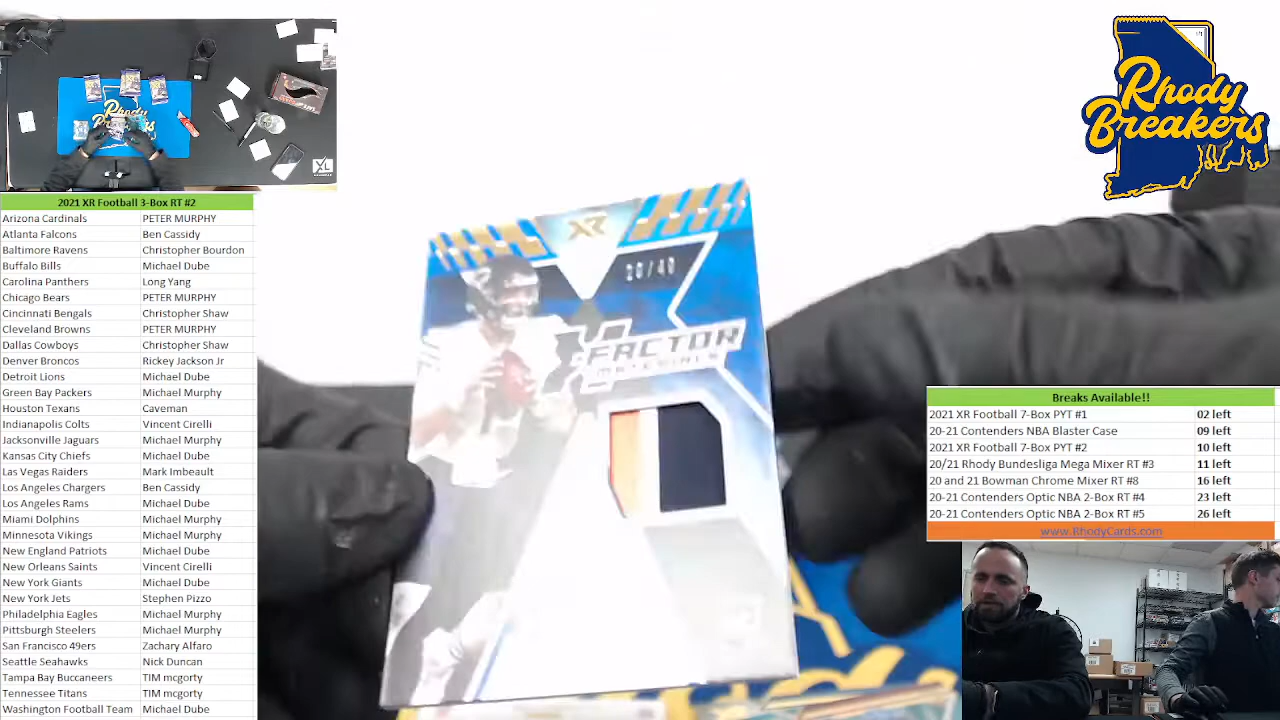 Rhody
Breakers
XL
2021 XR Football 3-Box RT #2
Arizona Cardinals PETER MURPHY
Atlanta Falcons Ben Cassidy
Baltimore Ravens Christopher Bourdon
Buffalo Bills Michael Dube
Carolina Panthers Long Yang
Chicago Bears PETER MURPHY
Cincinnati Bengals Christopher Shaw
Cleveland Browns PETER MURPHY
Dallas Cowboys Christopher Shaw
Denver Broncos Rickey Jackson Jr
Detroit Lions Michael Dube
Green Bay Packers Michael Murphy
Houston Texans Caveman
Indianapolis Colts Vincent Cirelli
Jacksonville Jaguars Michael Murphy
Kansas City Chiefs Michael Dube
Las Vegas Raiders Mark Imbeault
Los Angeles Chargers Ben Cassidy
Los Angeles Rams Michael Dube
Miami Dolphins Michael Murphy
Minnesota Vikings Michael Murphy
New England Patriots Michael Dube
New Orleans Saints Vincent Cirelli
New York Giants Michael Dube
New York Jets Stephen Pizzo
Philadelphia Eagles Michael Murphy
Pittsburgh Steelers Michael Murphy
San Francisco 49ers Zachary Alfaro
Seattle Seahawks Nick Duncan
Tampa Bay Buccaneers TIM mcgorty
Tennessee Titans TIM mcgorty
Washington Football Team Michael Dube
XR
20/40
X-FACTOR
MATERIALS
Rhody
Breakers
Breaks Available!!
2021 XR Football 7-Box PYT #1 02 left
20-21 Contenders NBA Blaster Case 09 left
2021 XR Football 7-Box PYT #2 10 left
20/21 Rhody Bundesliga Mega Mixer RT #3 11 left
20 and 21 Bowman Chrome Mixer RT #8 16 left
20-21 Contenders Optic NBA 2-Box RT #4 23 left
20-21 Contenders Optic NBA 2-Box RT #5 26 left
www.RhodyCards.com